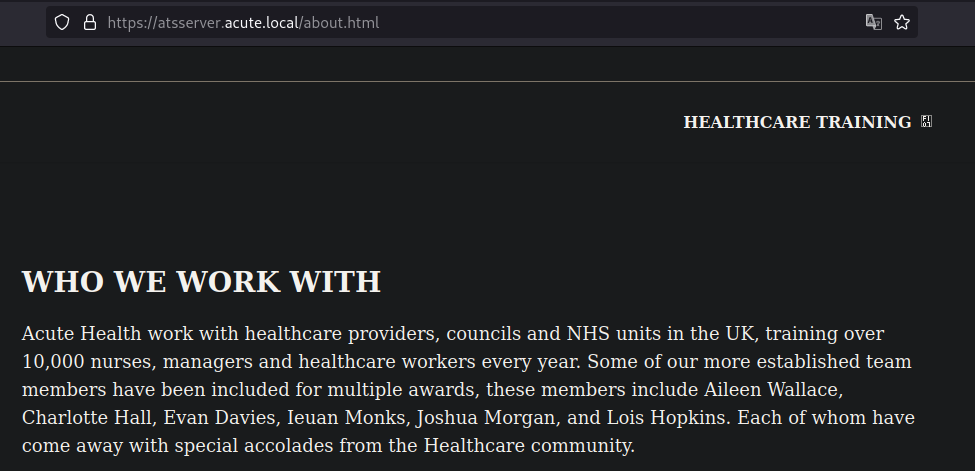 https://atsserver.acute.local/about.html
HEALTHCARE TRAINING
WHO WE WORK WITH
Acute Health work with healthcare providers, councils and NHS units in the UK, training over
10,000 nurses, managers and healthcare workers every year. Some of our more established team
members have been included for multiple awards, these members include Aileen Wallace,
Charlotte Hall, Evan Davies, Ieuan Monks, Joshua Morgan, and Lois Hopkins. Each of whom have
come away with special accolades from the Healthcare community.